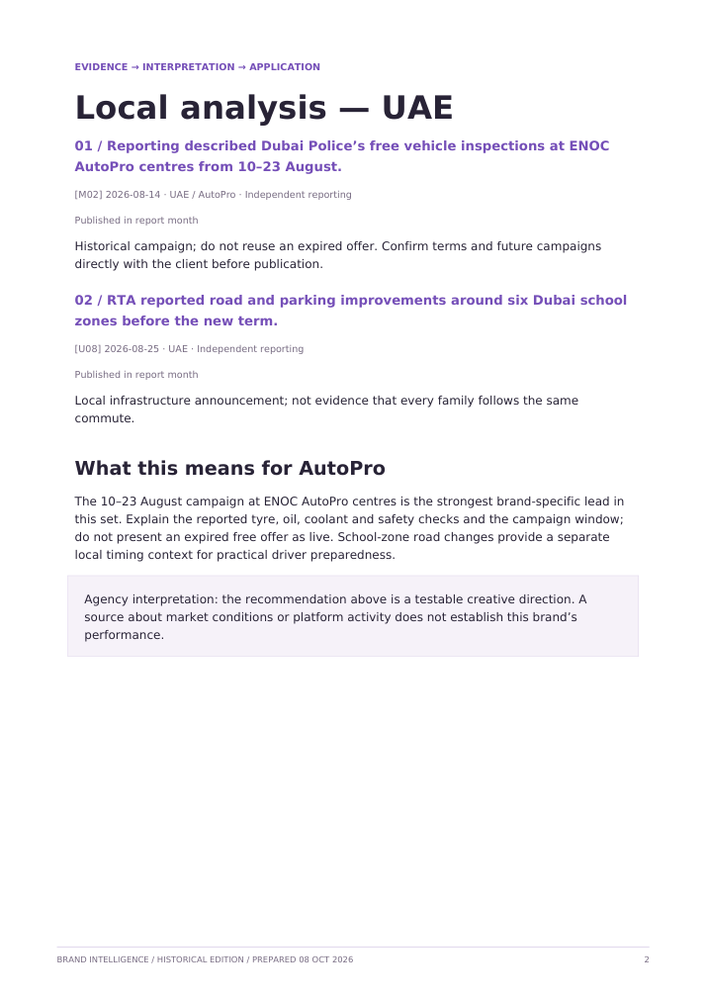 EVIDENCE → INTERPRETATION → APPLICATION
Local analysis — UAE
01 / Reporting described Dubai Police’s free vehicle inspections at ENOC
AutoPro centres from 10–23 August.
[M02] 2026-08-14 · UAE / AutoPro · Independent reporting
Published in report month
Historical campaign; do not reuse an expired offer. Confirm terms and future campaigns
directly with the client before publication.
02 / RTA reported road and parking improvements around six Dubai school
zones before the new term.
[U08] 2026-08-25 · UAE · Independent reporting
Published in report month
Local infrastructure announcement; not evidence that every family follows the same
commute.
What this means for AutoPro
The 10–23 August campaign at ENOC AutoPro centres is the strongest brand-specific lead in
this set. Explain the reported tyre, oil, coolant and safety checks and the campaign window;
do not present an expired free offer as live. School-zone road changes provide a separate
local timing context for practical driver preparedness.
Agency interpretation: the recommendation above is a testable creative direction. A
source about market conditions or platform activity does not establish this brand’s
performance.
BRAND INTELLIGENCE / HISTORICAL EDITION / PREPARED 08 OCT 2026
2